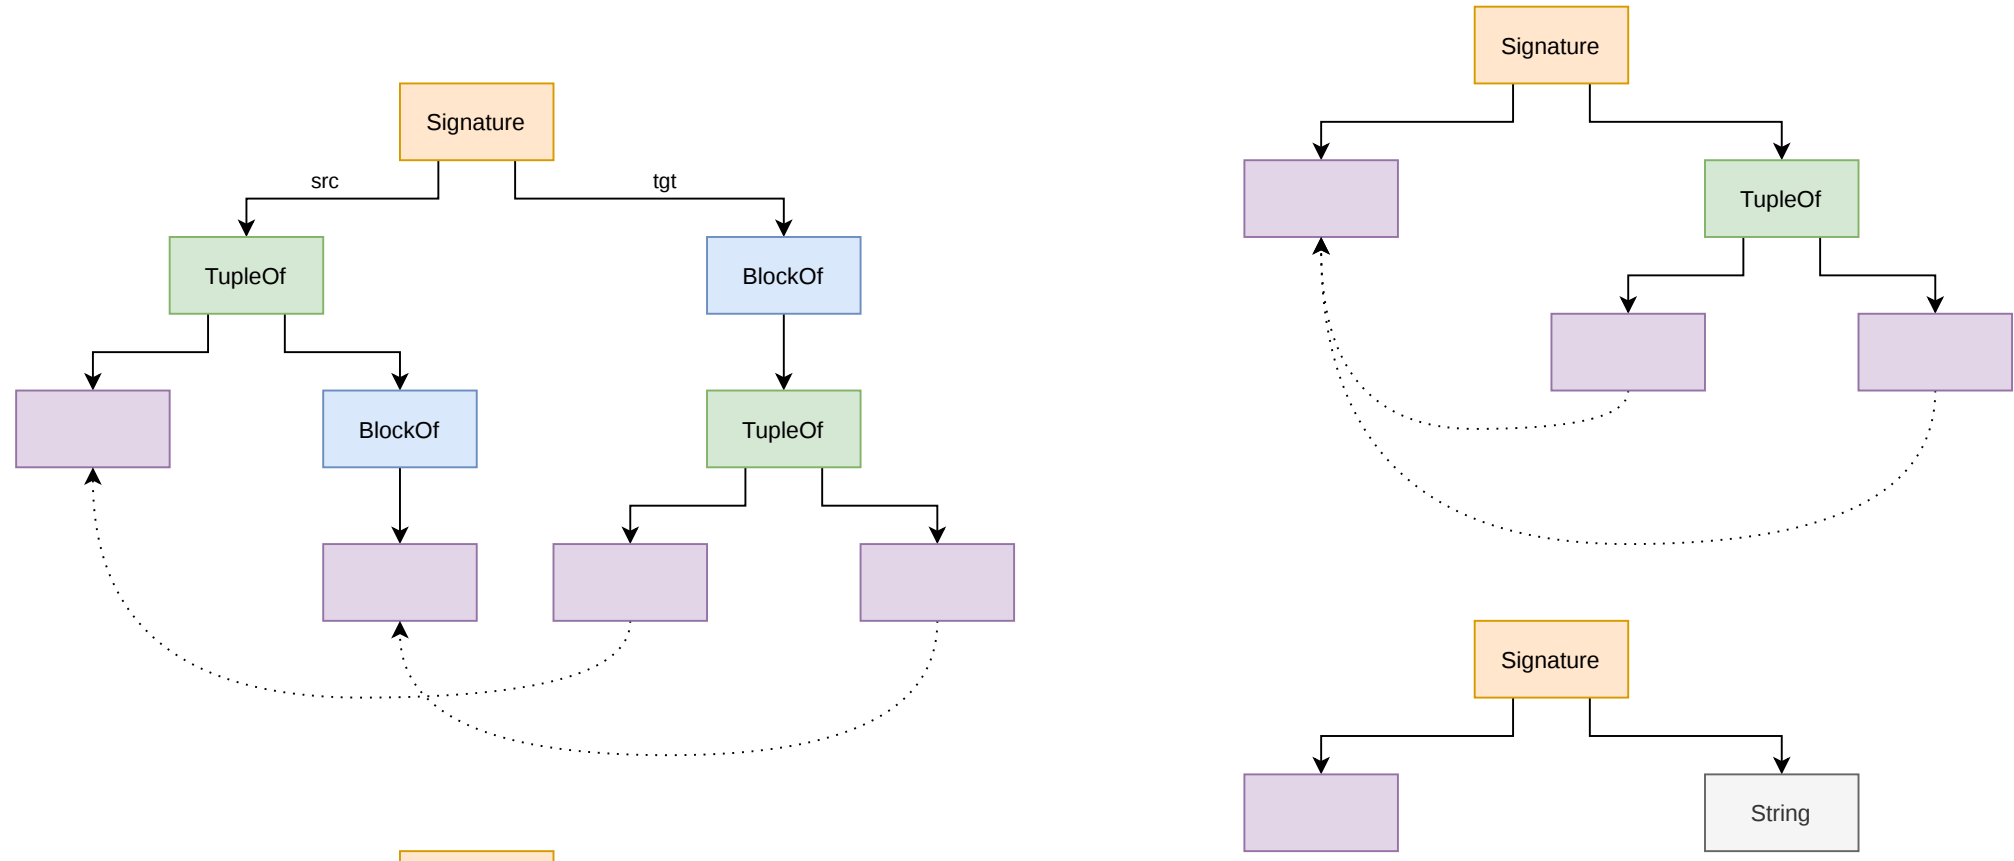 Signature
src
tgt
TupleOf
BlockOf
BlockOf
TupleOf
Signature
TupleOf
Signature
String